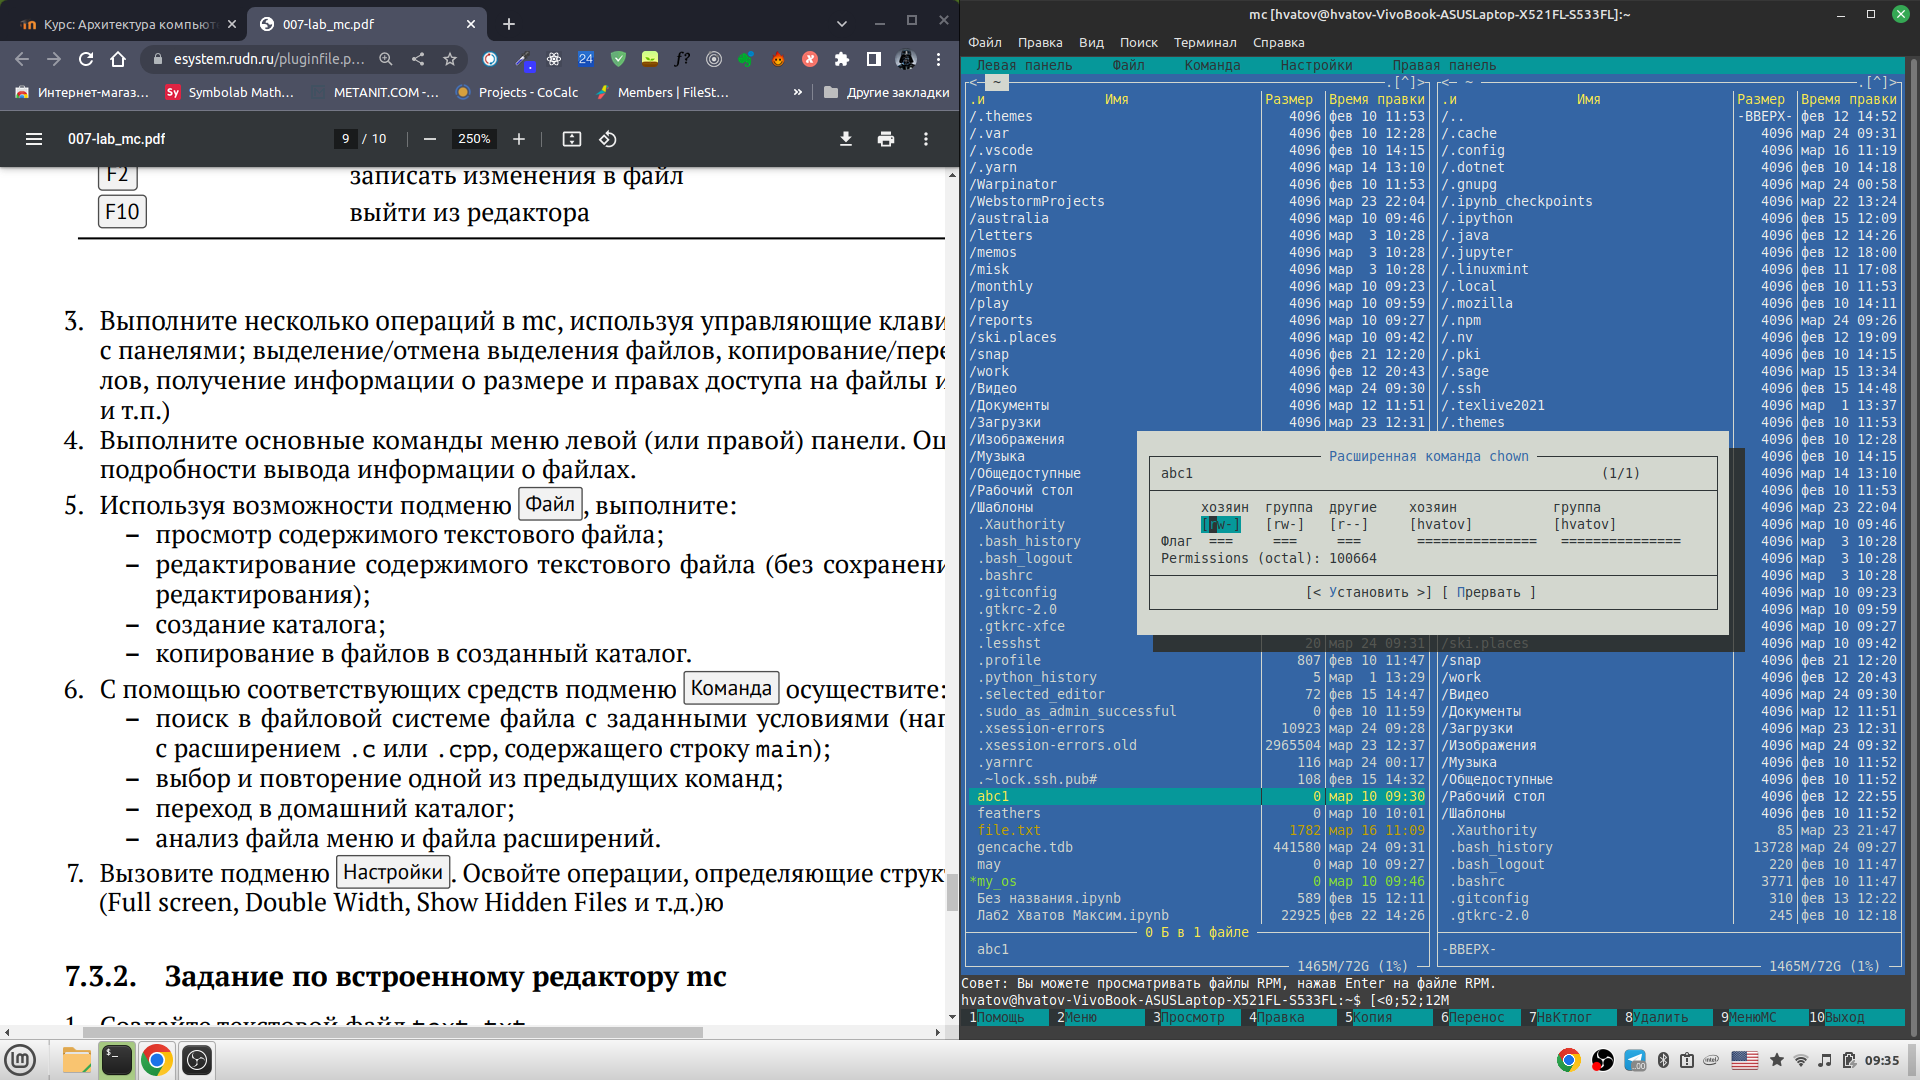 Курс: Архитектура компьют
007-lab_mc.pdf
esystem.rudn.ru/pluginfile.p...
Интернет-магаз...
Symbolab Math...
METANIT.COM -...
Projects - CoCalc
Members | FileSt...
»
Другие закладки
007-lab_mc.pdf
9 / 10
250%
F2 записать изменения в файл
F10 выйти из редактора
3. Выполните несколько операций в mc, используя управляющие клави
с панелями; выделение/отмена выделения файлов, копирование/пере
лов, получение информации о размере и правах доступа на файлы и
и т.п.)
4. Выполните основные команды меню левой (или правой) панели. Оц
подробности вывода информации о файлах.
5. Используя возможности подменю Файл, выполните:
– просмотр содержимого текстового файла;
– редактирование содержимого текстового файла (без сохранени
редактирования);
– создание каталога;
– копирование в файлов в созданный каталог.
6. С помощью соответствующих средств подменю Команда осуществите:
– поиск в файловой системе файла с заданными условиями (наг
с расширением .c или .cpp, содержащего строку main);
– выбор и повторение одной из предыдущих команд;
– переход в домашний каталог;
– анализ файла меню и файла расширений.
7. Вызовите подменю Настройки. Освойте операции, определяющие струк
(Full screen, Double Width, Show Hidden Files и т.д.)ю
7.3.2. Задание по встроенному редактору mc
1. Создайте текстовой файл text.txt
mc [hvatov@hvatov-VivoBook-ASUSLaptop-X521FL-S533FL]:~
Файл Правка Вид Поиск Терминал Справка
Левая панель Файл Команда Настройки Правая панель
<— ~ .[^]>
.и Имя Размер Время правки
/.themes 4096 фев 10 11:53
/.var 4096 фев 10 12:28
/.vscode 4096 фев 10 14:15
/.yarn 4096 мар 14 13:10
/Warpinator 4096 фев 10 11:53
/WebstormProjects 4096 мар 23 22:04
/australia 4096 мар 10 09:46
/letters 4096 мар 3 10:28
/memos 4096 мар 3 10:28
/misk 4096 мар 3 10:28
/monthly 4096 мар 10 09:23
/play 4096 мар 10 09:59
/reports 4096 мар 10 09:27
/ski.places 4096 мар 10 09:42
/snap 4096 фев 21 12:20
/work 4096 фев 12 20:43
/Видео 4096 мар 24 09:30
/Документы 4096 мар 12 11:51
/Загрузки 4096 мар 23 12:31
/Изображения
/Музыка
/Общедоступные
/Рабочий стол
/Шаблоны
.Xauthority
.bash_history
.bash_logout
.bashrc
.gitconfig
.gtkrc-2.0
.gtkrc-xfce
.lesshst 20 мар 24 09:31
.profile 807 фев 10 11:47
.python_history 5 мар 1 13:29
.selected_editor 72 фев 15 14:47
.sudo_as_admin_successful 0 фев 10 11:59
.xsession-errors 10923 мар 24 09:28
.xsession-errors.old 2965504 мар 23 12:37
.yarnrc 116 мар 24 00:17
.~lock.ssh.pub# 108 фев 15 14:32
abc1 0 мар 10 09:30
feathers 0 мар 10 10:01
file.txt 1782 мар 16 11:09
gencache.tdb 441580 мар 24 09:31
may 0 мар 10 09:27
*my_os 0 мар 10 09:46
Без названия.ipynb 589 фев 15 12:11
Лаб2 Хватов Максим.ipynb 22925 фев 22 14:26
0 Б в 1 файле
abc1
1465M/72G (1%)
<— ~ .[^]>
.и Имя Размер Время правки
/.. -ВВЕРХ- фев 12 14:52
/.cache 4096 мар 24 09:31
/.config 4096 мар 16 11:19
/.dotnet 4096 фев 10 14:18
/.gnupg 4096 мар 24 00:58
/.ipynb_checkpoints 4096 мар 22 13:24
/.ipython 4096 фев 15 12:09
/.java 4096 фев 12 14:26
/.jupyter 4096 фев 12 18:00
/.linuxmint 4096 фев 11 17:08
/.local 4096 фев 10 11:53
/.mozilla 4096 фев 10 14:11
/.npm 4096 мар 24 09:26
/.nv 4096 фев 12 19:09
/.pki 4096 фев 10 14:15
/.sage 4096 мар 15 13:34
/.ssh 4096 фев 15 14:48
/.texlive2021 4096 мар 1 13:37
/.themes 4096 фев 10 11:53
4096 фев 10 12:28
4096 фев 10 14:15
4096 мар 14 13:10
4096 фев 10 11:53
4096 мар 23 22:04
4096 мар 10 09:46
4096 мар 3 10:28
4096 мар 3 10:28
4096 мар 3 10:28
4096 мар 10 09:23
4096 мар 10 09:59
4096 мар 10 09:27
/ski.places 4096 мар 10 09:42
/snap 4096 фев 21 12:20
/work 4096 фев 12 20:43
/Видео 4096 мар 24 09:30
/Документы 4096 мар 12 11:51
/Загрузки 4096 мар 23 12:31
/Изображения 4096 мар 24 09:32
/Музыка 4096 фев 10 11:52
/Общедоступные 4096 фев 10 11:52
/Рабочий стол 4096 фев 12 22:55
/Шаблоны 4096 фев 10 11:52
.Xauthority 85 мар 23 21:47
.bash_history 13728 мар 24 09:27
.bash_logout 220 фев 10 11:47
.bashrc 3771 фев 10 11:47
.gitconfig 310 фев 13 12:22
.gtkrc-2.0 245 фев 10 12:18
-ВВЕРХ-
1465M/72G (1%)
Расширенная команда chown
abc1 (1/1)
хозяин группа другие хозяин группа
[rw-] [rw-] [r--] [hvatov] [hvatov]
Флаг === === === =============== ===============
Permissions (octal): 100664
[< Установить >] [ Прервать ]
Совет: Вы можете просматривать файлы RPM, нажав Enter на файле RPM.
hvatov@hvatov-VivoBook-ASUSLaptop-X521FL-S533FL:~$ [<0;52;12M
1Помощь 2Меню 3Просмотр 4Правка 5Копия 6Перенос 7НвКтлог 8Удалить 9МенюМС 10Выход
09:35